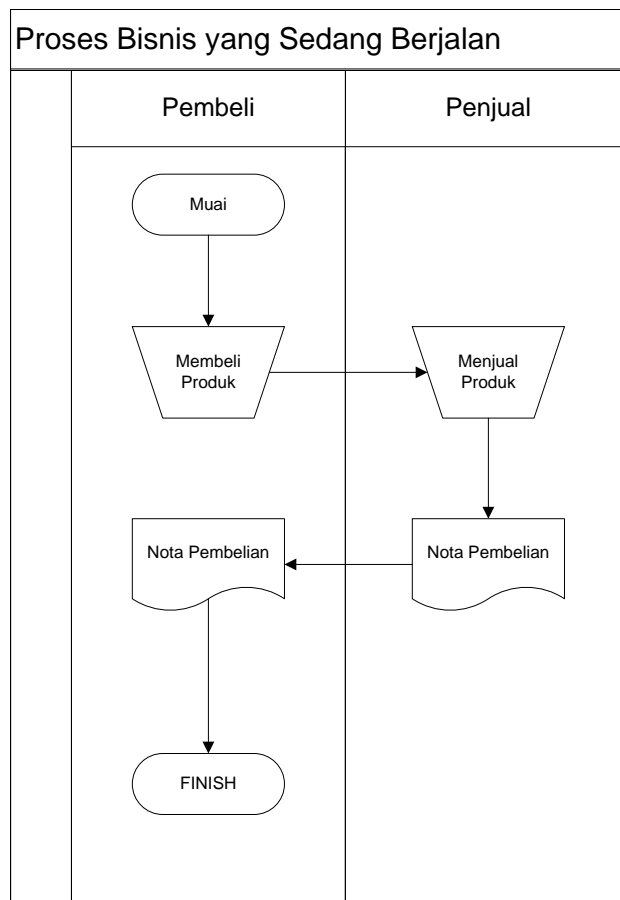 Proses Bisnis yang Sedang Berjalan
Pembeli
Penjual
Muai
Membeli
Produk
Menjual
Produk
Nota Pembelian
Nota Pembelian
FINISH